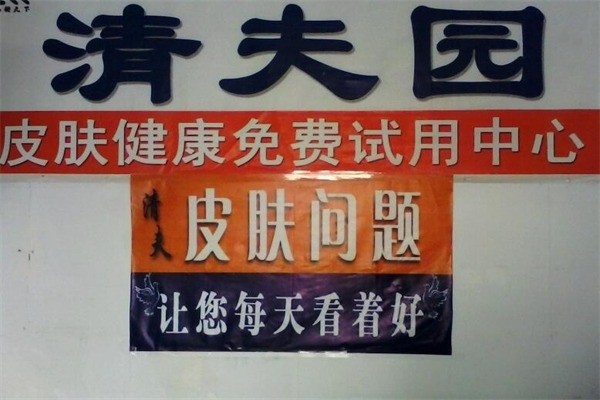 清夫园
皮肤健康免费试用中心
清夫
皮肤问题
让您每天看着好